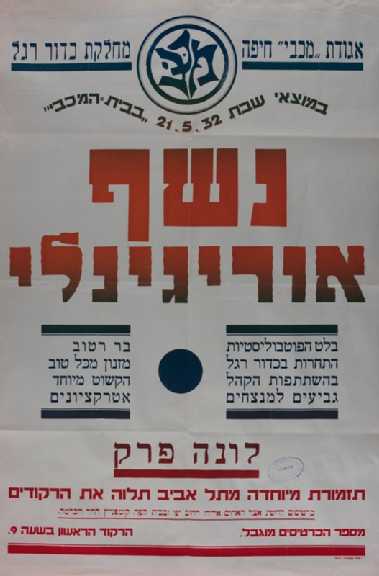 אגודת „מכבי" חיפה
מחלקת כדור רגל
במוצאי שבת 21.5.32 „בבית-המכבי"
נשף
אוריגינלי
בלט הפוטבוליסטיות
התחרות בכדור רגל
בהשתתפות הקהל
גביעים למנצחים
בר רטוב
מזנון מכל טוב
הקשוט מיוחד
אטרקציונים
לונה פרק
תזמורת מיוחדה מתל אביב תלוה את הרקודים
מספר הכרטיסים מוגבל.
הרקוד הראשון בשעה 9.